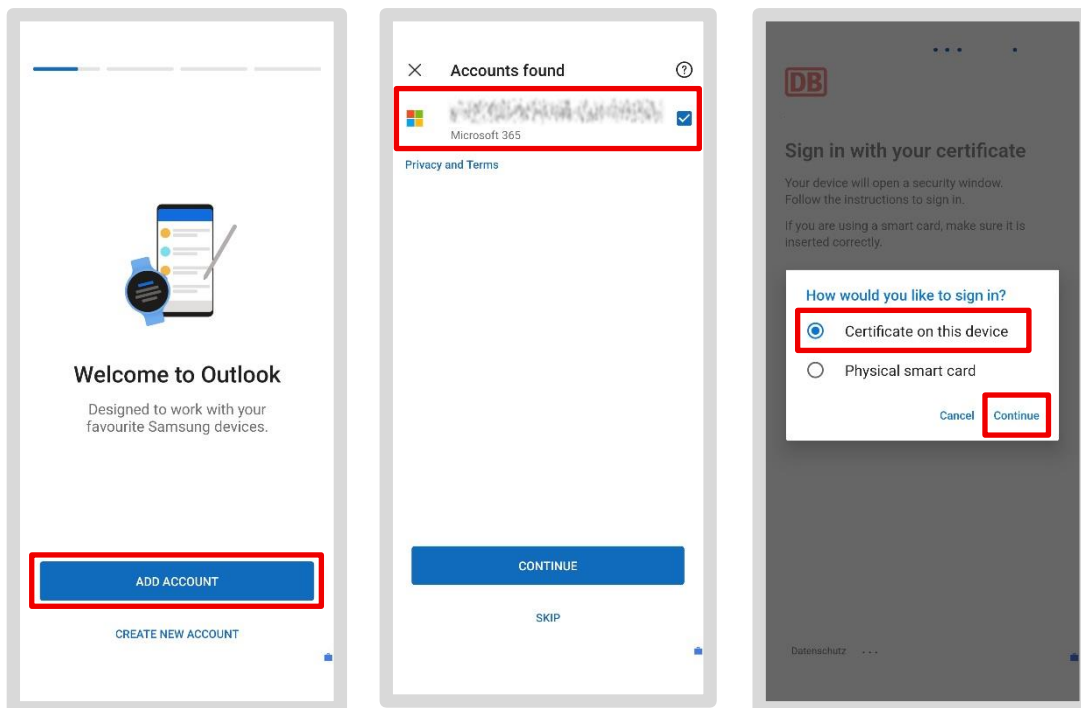 Welcome to Outlook
Designed to work with your
favourite Samsung devices.
ADD ACCOUNT
CREATE NEW ACCOUNT
Accounts found
Microsoft 365
Privacy and Terms
CONTINUE
SKIP
DB
Sign in with your certificate
Your device will open a security window.
Follow the instructions to sign in.
If you are using a smart card, make sure it is
inserted correctly.
How would you like to sign in?
Certificate on this device
Physical smart card
Cancel Continue
Datenschutz ...